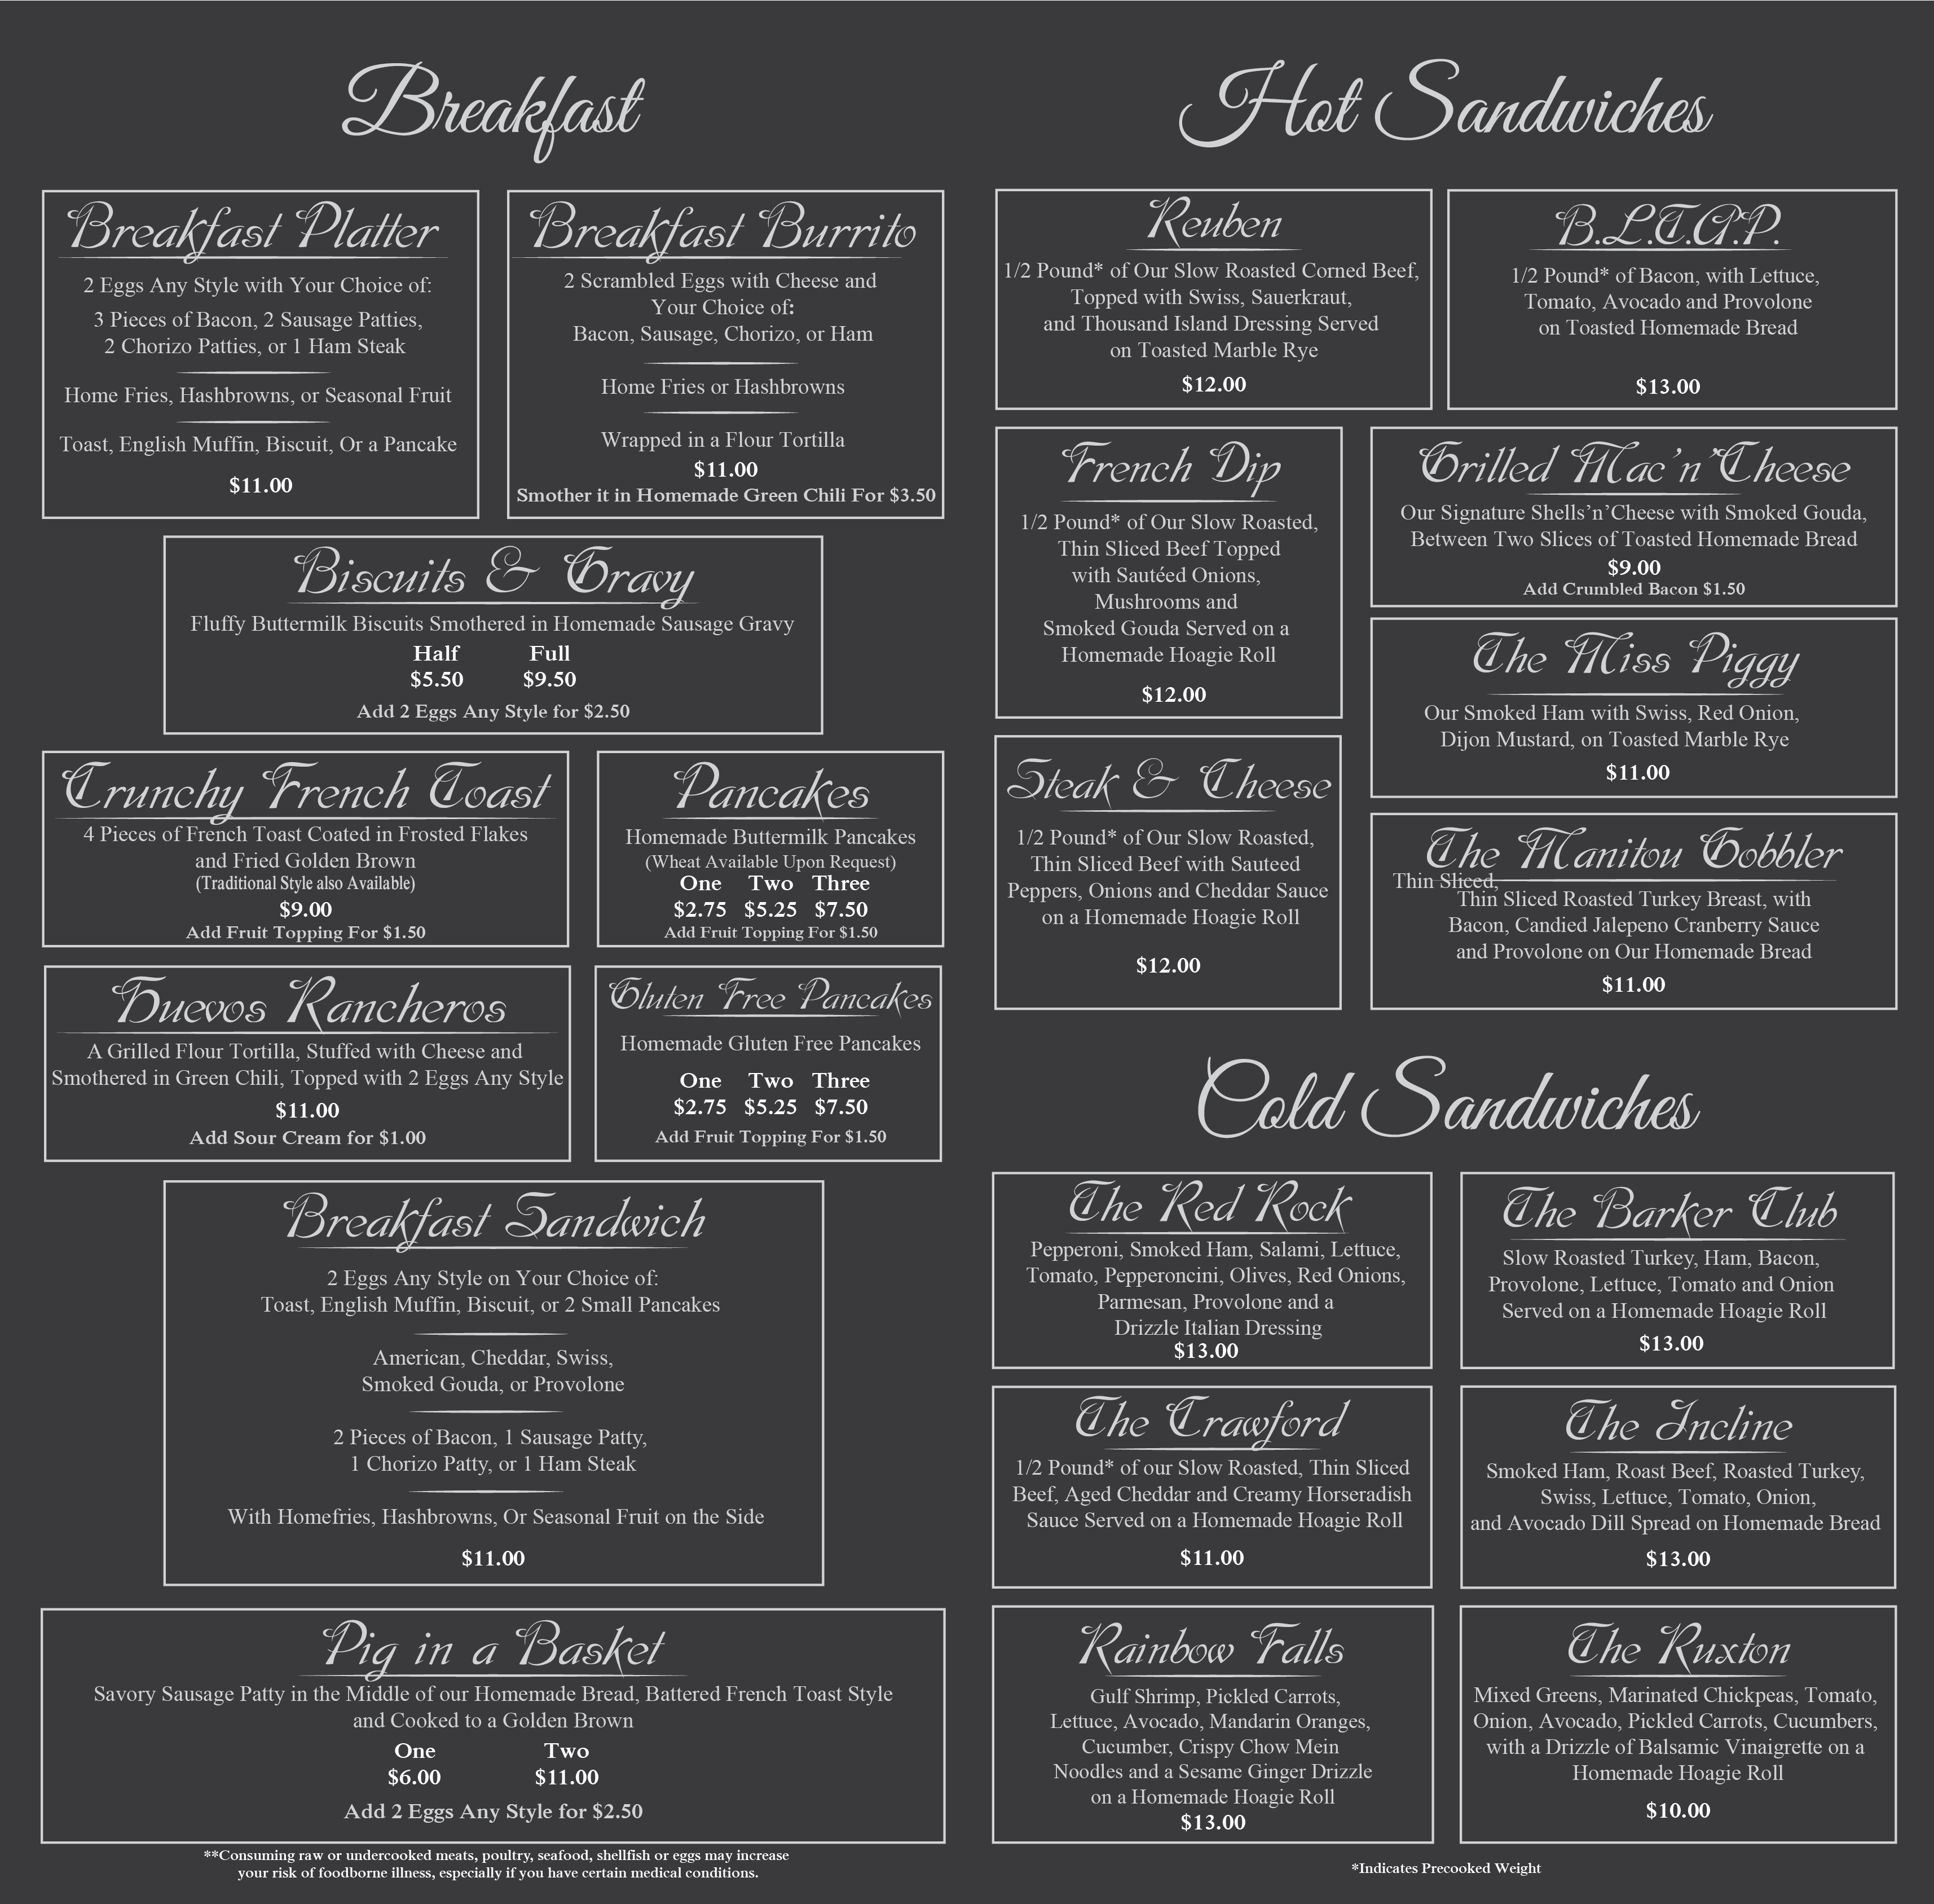 Breakfast
Breakfast Platter
2 Eggs Any Style with Your Choice of:
3 Pieces of Bacon, 2 Sausage Patties,
2 Chorizo Patties, or 1 Ham Steak
Home Fries, Hashbrowns, or Seasonal Fruit
Toast, English Muffin, Biscuit, Or a Pancake
$11.00
Breakfast Burrito
2 Scrambled Eggs with Cheese and
Your Choice of:
Bacon, Sausage, Chorizo, or Ham
Home Fries or Hashbrowns
Wrapped in a Flour Tortilla
$11.00
Smother it in Homemade Green Chili For $3.50
Biscuits & Gravy
Fluffy Buttermilk Biscuits Smothered in Homemade Sausage Gravy
Half Full
$5.50 $9.50
Add 2 Eggs Any Style for $2.50
Crunchy French Toast
4 Pieces of French Toast Coated in Frosted Flakes
and Fried Golden Brown
(Traditional Style also Available)
$9.00
Add Fruit Topping For $1.50
Pancakes
Homemade Buttermilk Pancakes
(Wheat Available Upon Request)
One Two Three
$2.75 $5.25 $7.50
Add Fruit Topping For $1.50
Huevos Rancheros
A Grilled Flour Tortilla, Stuffed with Cheese and
Smothered in Green Chili, Topped with 2 Eggs Any Style
$11.00
Add Sour Cream for $1.00
Gluten Free Pancakes
Homemade Gluten Free Pancakes
One Two Three
$2.75 $5.25 $7.50
Add Fruit Topping For $1.50
Breakfast Sandwich
2 Eggs Any Style on Your Choice of:
Toast, English Muffin, Biscuit, or 2 Small Pancakes
American, Cheddar, Swiss,
Smoked Gouda, or Provolone
2 Pieces of Bacon, 1 Sausage Patty,
1 Chorizo Patty, or 1 Ham Steak
With Homefries, Hashbrowns, Or Seasonal Fruit on the Side
$11.00
Pig in a Basket
Savory Sausage Patty in the Middle of our Homemade Bread, Battered French Toast Style
and Cooked to a Golden Brown
One Two
$6.00 $11.00
Add 2 Eggs Any Style for $2.50
**Consuming raw or undercooked meats, poultry, seafood, shellfish or eggs may increase
your risk of foodborne illness, especially if you have certain medical conditions.
Hot Sandwiches
Reuben
1/2 Pound* of Our Slow Roasted Corned Beef,
Topped with Swiss, Sauerkraut,
and Thousand Island Dressing Served
on Toasted Marble Rye
$12.00
B.L.T.A.P.
1/2 Pound* of Bacon, with Lettuce,
Tomato, Avocado and Provolone
on Toasted Homemade Bread
$13.00
French Dip
1/2 Pound* of Our Slow Roasted,
Thin Sliced Beef Topped
with Sautéed Onions,
Mushrooms and
Smoked Gouda Served on a
Homemade Hoagie Roll
$12.00
Grilled Mac'n'Cheese
Our Signature Shells'n'Cheese with Smoked Gouda,
Between Two Slices of Toasted Homemade Bread
$9.00
Add Crumbled Bacon $1.50
The Miss Piggy
Our Smoked Ham with Swiss, Red Onion,
Dijon Mustard, on Toasted Marble Rye
$11.00
Steak & Cheese
1/2 Pound* of Our Slow Roasted,
Thin Sliced Beef with Sauteed
Peppers, Onions and Cheddar Sauce
on a Homemade Hoagie Roll
$12.00
The Manitou Gobbler
Thin Sliced,
Thin Sliced Roasted Turkey Breast, with
Bacon, Candied Jalepeno Cranberry Sauce
and Provolone on Our Homemade Bread
$11.00
Cold Sandwiches
The Red Rock
Pepperoni, Smoked Ham, Salami, Lettuce,
Tomato, Pepperoncini, Olives, Red Onions,
Parmesan, Provolone and a
Drizzle Italian Dressing
$13.00
The Barker Club
Slow Roasted Turkey, Ham, Bacon,
Provolone, Lettuce, Tomato and Onion
Served on a Homemade Hoagie Roll
$13.00
The Crawford
1/2 Pound* of our Slow Roasted, Thin Sliced
Beef, Aged Cheddar and Creamy Horseradish
Sauce Served on a Homemade Hoagie Roll
$11.00
The Incline
Smoked Ham, Roast Beef, Roasted Turkey,
Swiss, Lettuce, Tomato, Onion,
and Avocado Dill Spread on Homemade Bread
$13.00
Rainbow Falls
Gulf Shrimp, Pickled Carrots,
Lettuce, Avocado, Mandarin Oranges,
Cucumber, Crispy Chow Mein
Noodles and a Sesame Ginger Drizzle
on a Homemade Hoagie Roll
$13.00
The Ruxton
Mixed Greens, Marinated Chickpeas, Tomato,
Onion, Avocado, Pickled Carrots, Cucumbers,
with a Drizzle of Balsamic Vinaigrette on a
Homemade Hoagie Roll
$10.00
*Indicates Precooked Weight